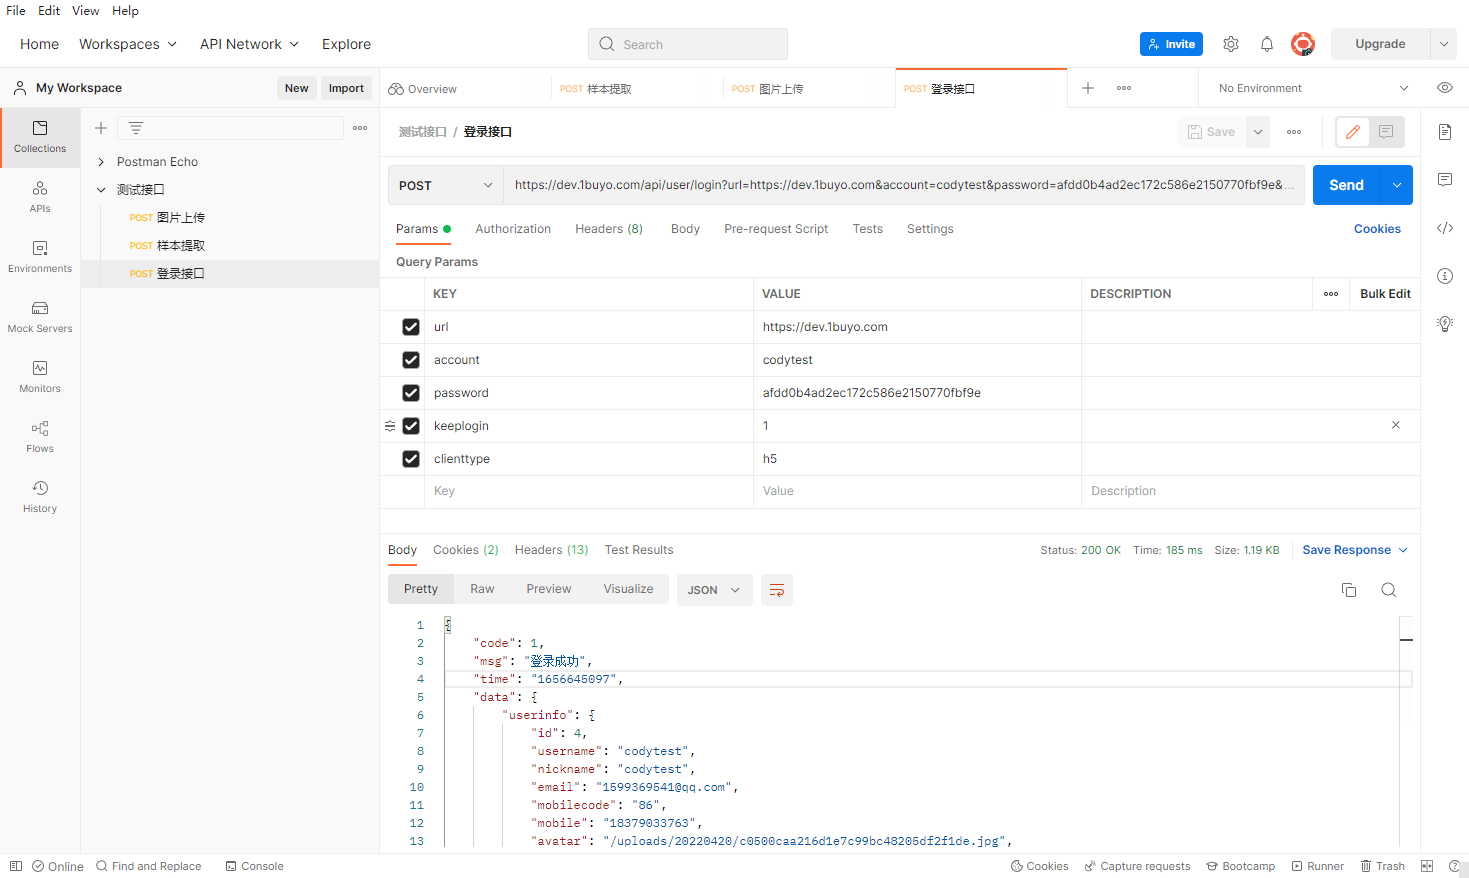 File Edit View Help
Home Workspaces API Network Explore Search Invite Upgrade
My Workspace New Import Overview POST 样本提取 POST 图片上传 POST 登录接口 No Environment
测试接口 / 登录接口 Save
Collections
APIs
Environments
Mock Servers
Monitors
Flows
History
Postman Echo
测试接口
POST 图片上传
POST 样本提取
POST 登录接口
POST https://dev.1buyo.com/api/user/login?url=https://dev.1buyo.com&account=codytest&password=afdd0b4ad2ec172c586e2150770fbf9e&... Send
Params Authorization Headers (8) Body Pre-request Script Tests Settings Cookies
Query Params
KEY VALUE DESCRIPTION Bulk Edit
url https://dev.1buyo.com
account codytest
password afdd0b4ad2ec172c586e2150770fbf9e
keeplogin 1
clienttype h5
Key Value Description
Body Cookies (2) Headers (13) Test Results Status: 200 OK Time: 185 ms Size: 1.19 KB Save Response
Pretty Raw Preview Visualize JSON
1 {
2 "code": 1,
3 "msg": "登录成功",
4 "time": "1656645097",
5 "data": {
6 "userinfo": {
7 "id": 4,
8 "username": "codytest",
9 "nickname": "codytest",
10 "email": "1599369541@qq.com",
11 "mobilecode": "86",
12 "mobile": "18379033763",
13 "avatar": "/uploads/20220420/c0500caa216d1e7c99bc48205df2f1de.jpg",
Online Find and Replace Console Cookies Capture requests Bootcamp Runner Trash